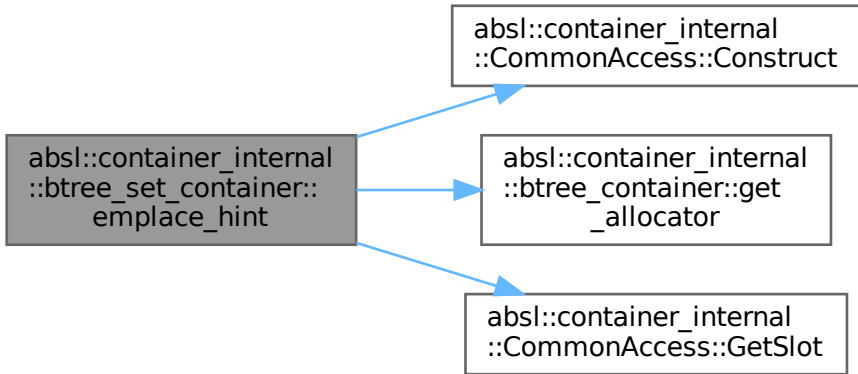 absl::container_internal
::CommonAccess::Construct
absl::container_internal
::btree_set_container::
emplace_hint
absl::container_internal
::btree_container::get
_allocator
absl::container_internal
::CommonAccess::GetSlot